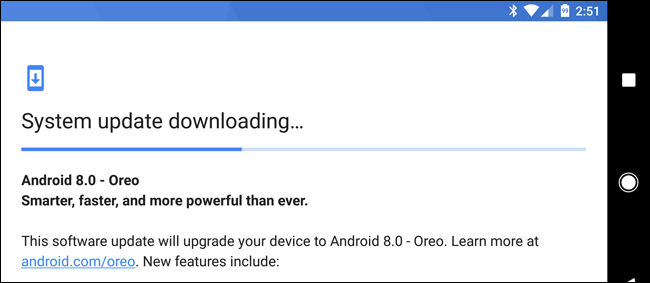 99 2:51
System update downloading...
Android 8.0 - Oreo
Smarter, faster, and more powerful than ever.
This software update will upgrade your device to Android 8.0 - Oreo. Learn more at
android.com/oreo. New features include: